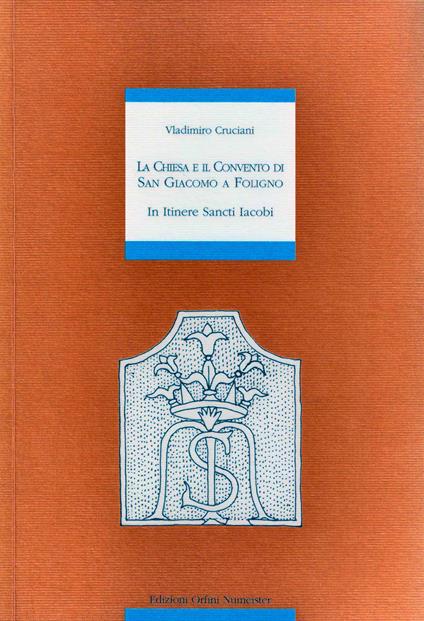 Vladimiro Cruciani
La Chiesa e il Convento di
San Giacomo a Foligno
In Itinere Sancti Iacobi
Edizioni Orfini Numeister